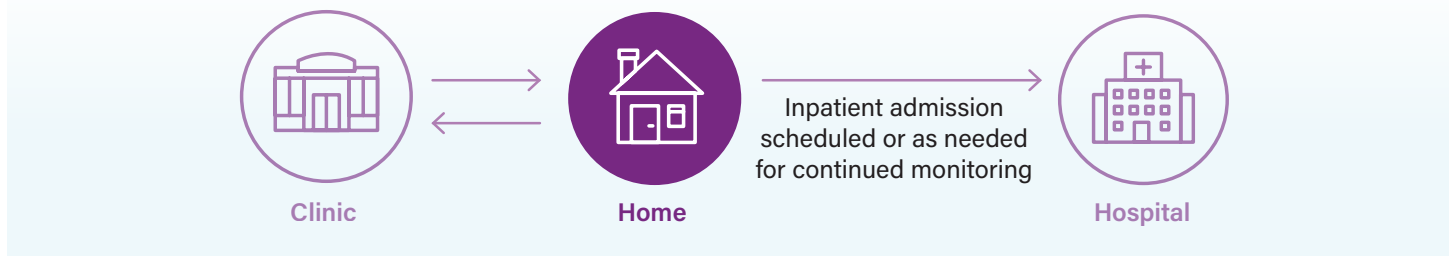 Inpatient admission
scheduled or as needed
for continued monitoring
Clinic
Home
Hospital